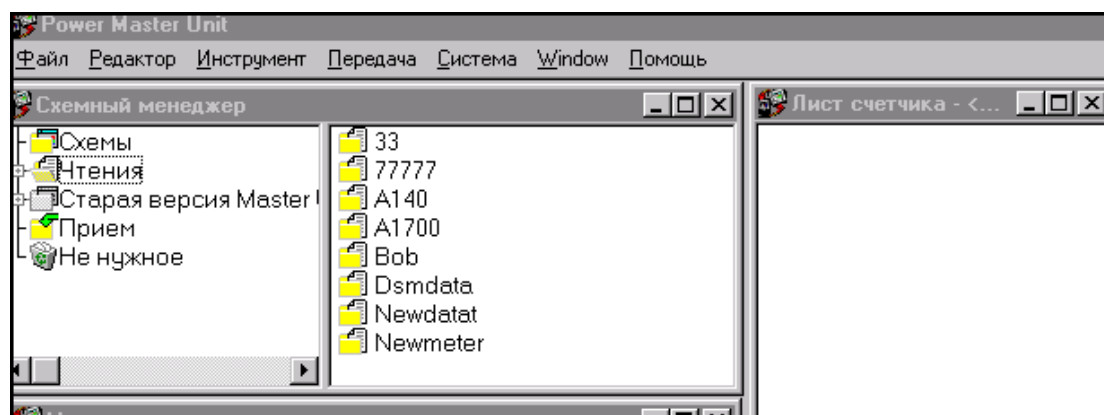 Power Master Unit
Файл Редактор Инструмент Передача Система Window Помощь
Схемный менеджер
Схемы
Чтения
Старая версия Master
Прием
Не нужное
33
77777
A140
A1700
Bob
Dsmdata
Newdatat
Newmeter
Лист счетчика - <...